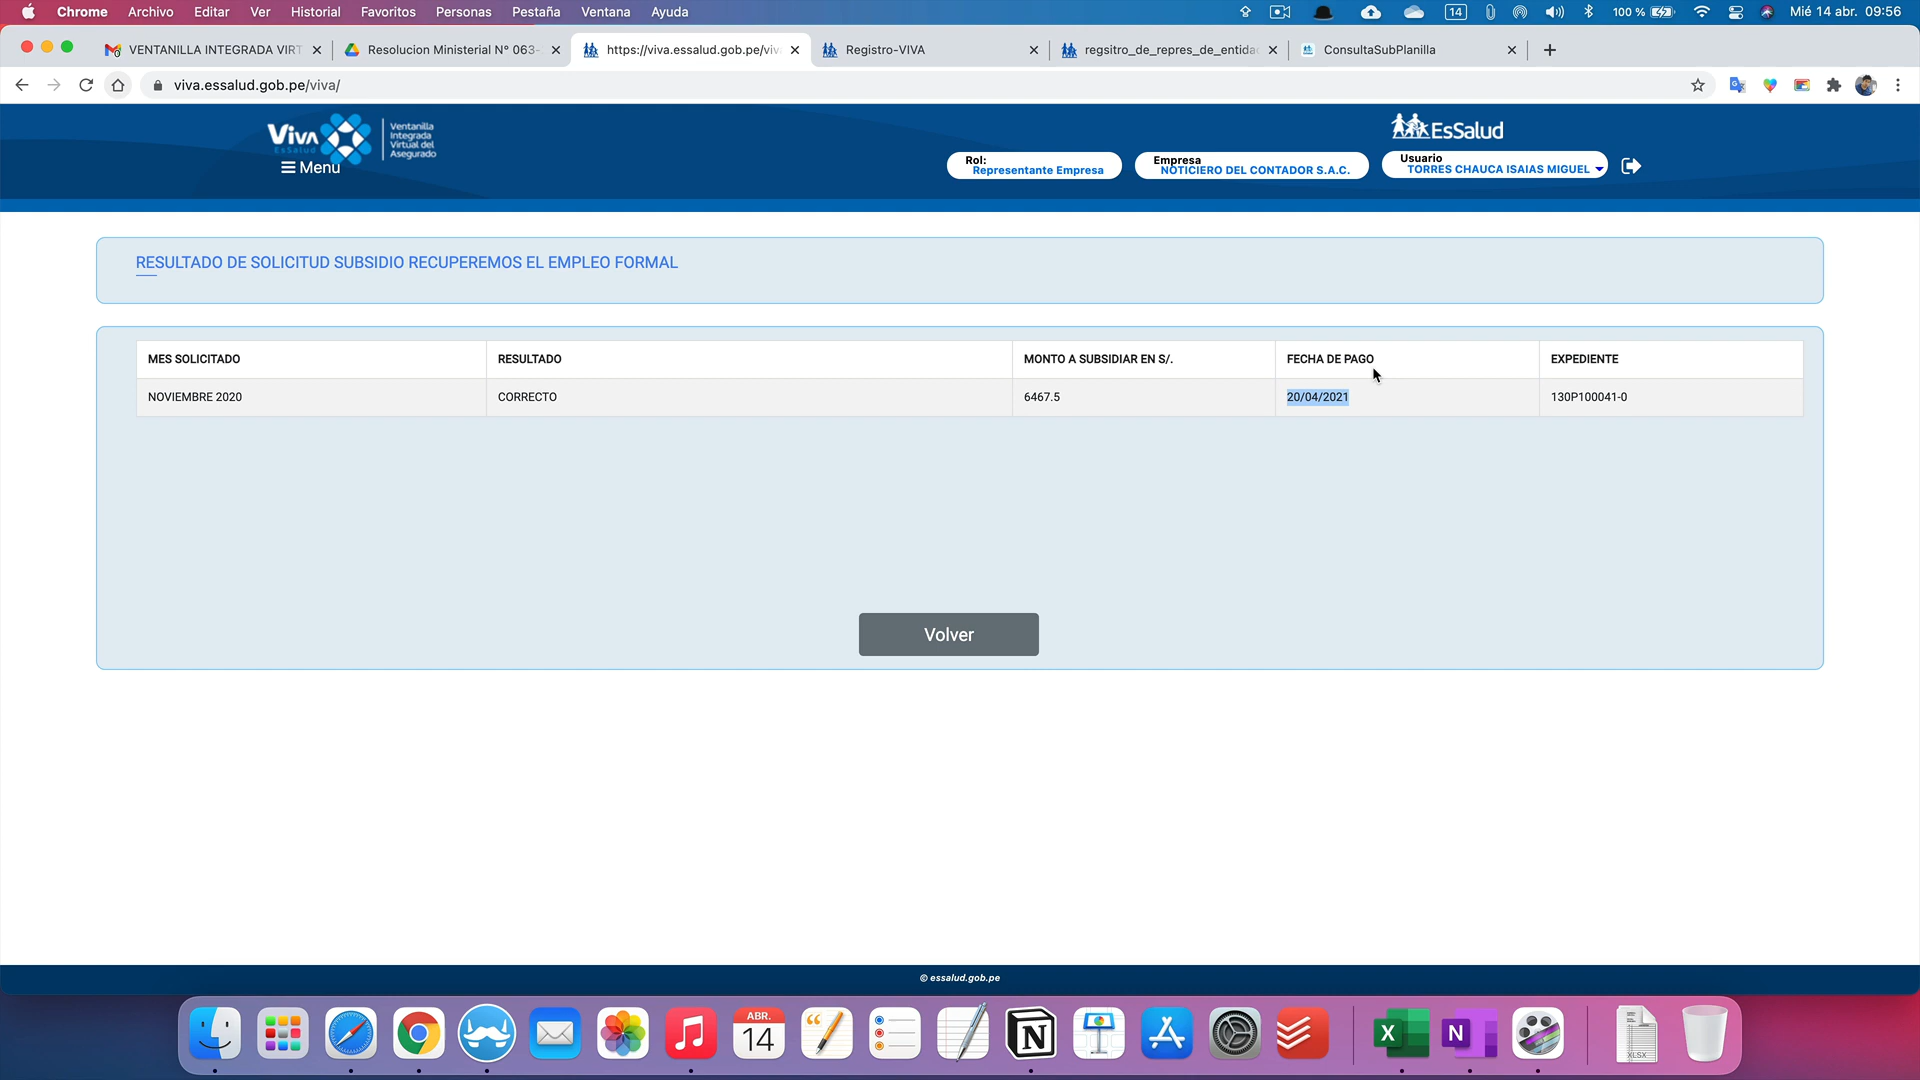 Chrome Archivo Editar Ver Historial Favoritos Personas Pestaña Ventana Ayuda 14 100 % Mié 14 abr. 09:56
VENTANILLA INTEGRADA VIRT Resolucion Ministerial N° 063- https://viva.essalud.gob.pe/viv Registro-VIVA regsitro_de_repres_de_entida ConsultaSubPlanilla
viva.essalud.gob.pe/viva/
Viva
EsSalud
Ventanilla
Integrada
Virtual del
Asegurado
EsSalud
Menu
Rol:
Representante Empresa
Empresa
NOTICIERO DEL CONTADOR S.A.C.
Usuario
TORRES CHAUCA ISAIAS MIGUEL
RESULTADO DE SOLICITUD SUBSIDIO RECUPEREMOS EL EMPLEO FORMAL
MES SOLICITADO RESULTADO MONTO A SUBSIDIAR EN S/. FECHA DE PAGO EXPEDIENTE
NOVIEMBRE 2020 CORRECTO 6467.5 20/04/2021 130P100041-0
Volver
© essalud.gob.pe
ABR.
14
N
X
N
XLSX